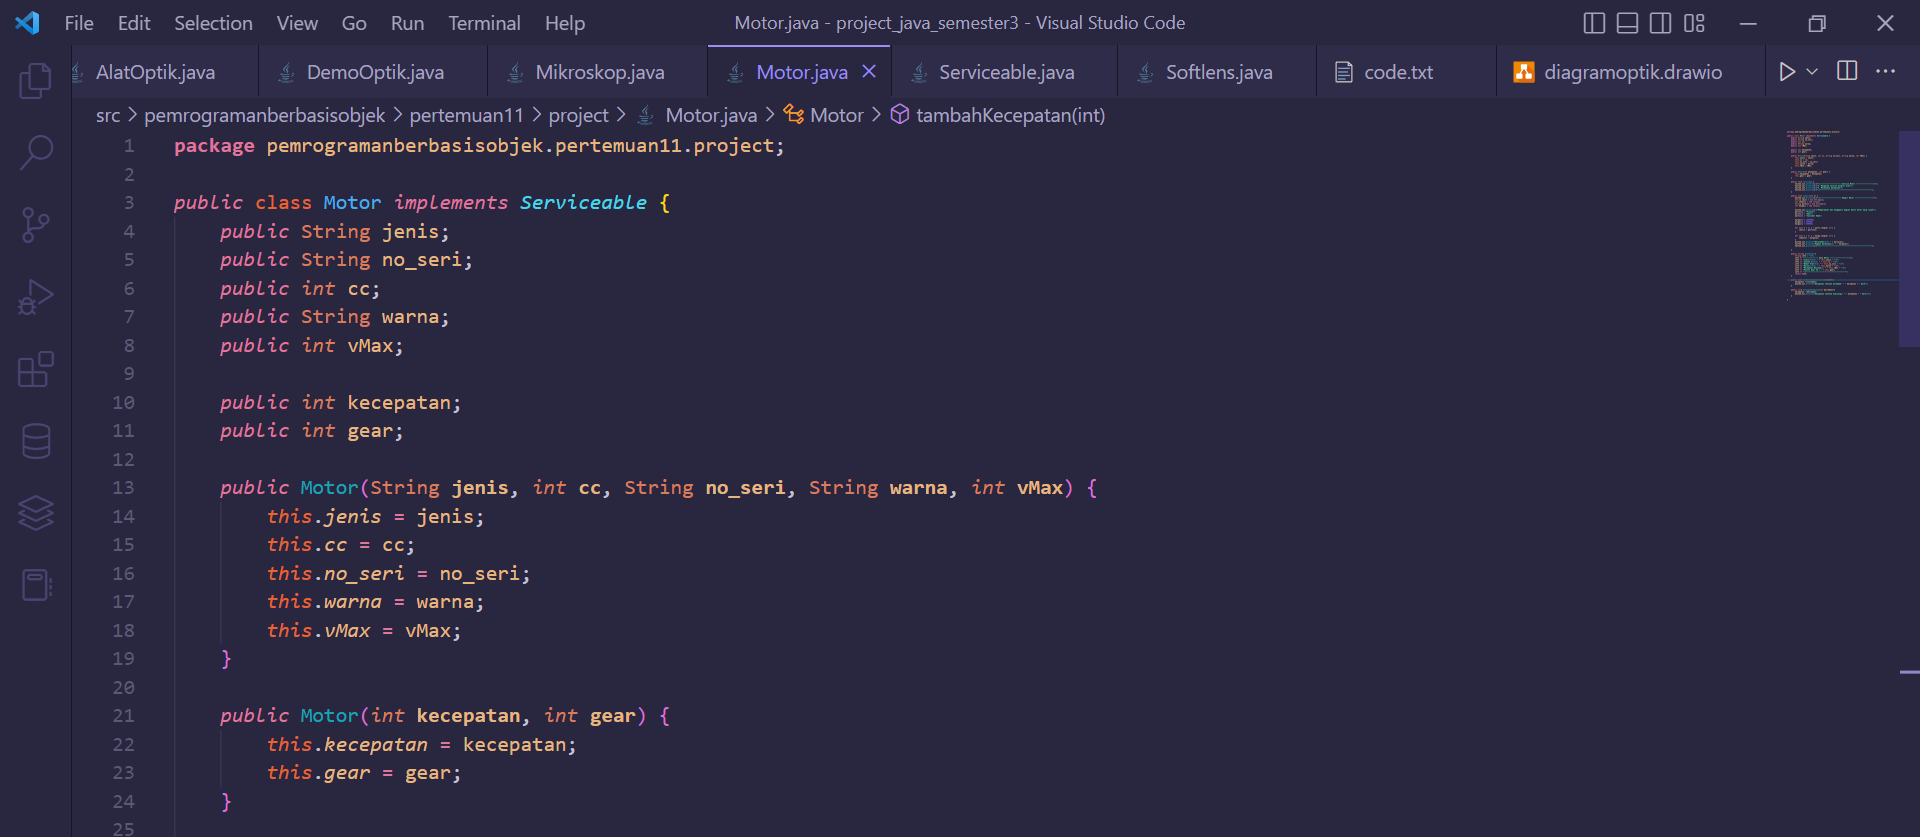 File Edit Selection View Go Run Terminal Help Motor.java - project_java_semester3 - Visual Studio Code
AlatOptik.java DemoOptik.java Mikroskop.java Motor.java Serviceable.java Softlens.java code.txt diagramoptik.drawio
src > pemrogramanberbasisobjek > pertemuan11 > project > Motor.java > Motor > tambahKecepatan(int)
1 package pemrogramanberbasisobjek.pertemuan11.project;
2
3 public class Motor implements Serviceable {
4     public String jenis;
5     public String no_seri;
6     public int cc;
7     public String warna;
8     public int vMax;
9
10     public int kecepatan;
11     public int gear;
12
13     public Motor(String jenis, int cc, String no_seri, String warna, int vMax) {
14         this.jenis = jenis;
15         this.cc = cc;
16         this.no_seri = no_seri;
17         this.warna = warna;
18         this.vMax = vMax;
19     }
20
21     public Motor(int kecepatan, int gear) {
22         this.kecepatan = kecepatan;
23         this.gear = gear;
24     }
25